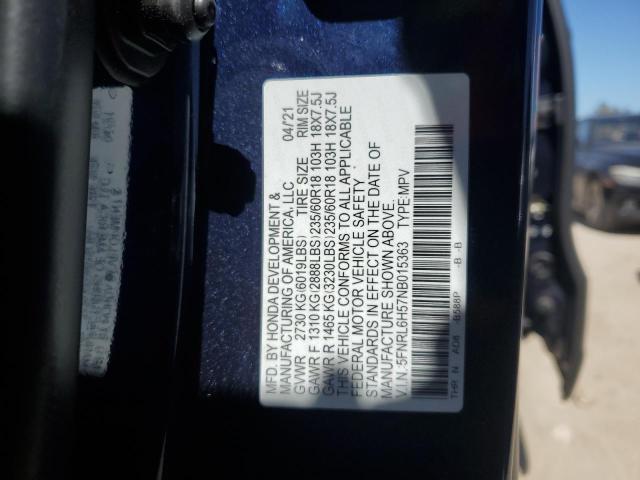 MFD. BY HONDA DEVELOPMENT &
MANUFACTURING OF AMERICA, LLC 04/21
GVWR 2730 KG(6019LBS) TIRE SIZE RIM SIZE
GAWR F 1310 KG(2888LBS)235/60R18 103H 18X7.5J
GAWR R 1465 KG(3230LBS)235/60R18 103H 18X7.5J
THIS VEHICLE CONFORMS TO ALL APPLICABLE
FEDERAL MOTOR VEHICLE SAFETY
STANDARDS IN EFFECT ON THE DATE OF
MANUFACTURE SHOWN ABOVE.
V.I.N.:5FNRL6H57NB015363 TYPE:MPV
THR N AD8 -B588P -B -B